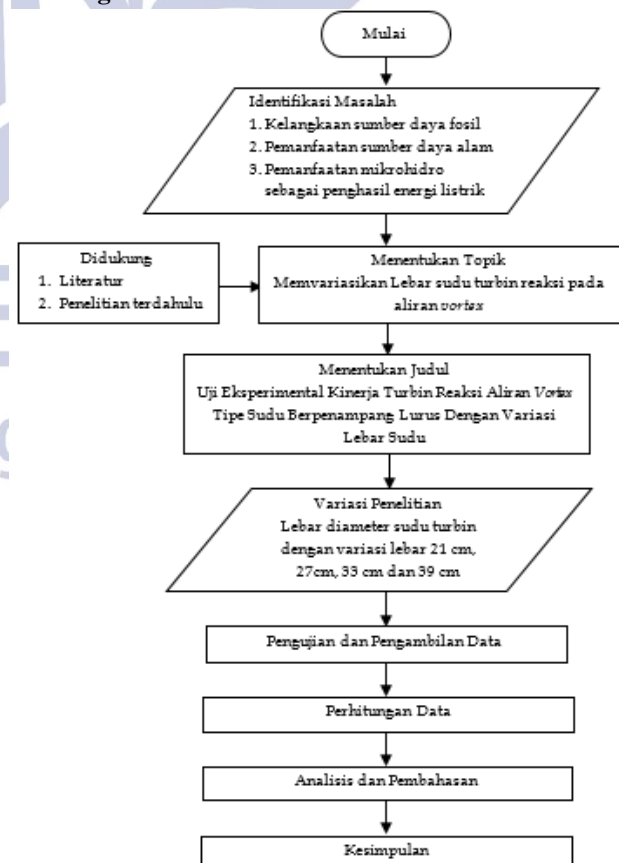 Mulai
Identifikasi Masalah
1. Kelangkaan sumber daya fosil
2. Pemanfaatan sumber daya alam
3. Pemanfaatan mikrohidro
sebagai penghasil energi listrik
Didukung
1. Literatur
2. Penelitian terdahulu
Menentukan Topik
Memvariasikan Lebar sudu turbin reaksi pada
aliran vortex
Menentukan Judul
Uji Eksperimental Kinerja Turbin Reaksi Aliran Vortex
Tipe Sudu Berpenampang Lurus Dengan Variasi
Lebar Sudu
Variasi Penelitian
Lebar diameter sudu turbin
dengan variasi lebar 21 cm,
27cm, 33 cm dan 39 cm
Pengujian dan Pengambilan Data
Perhitungan Data
Analisis dan Pembahasan
Kesimpulan